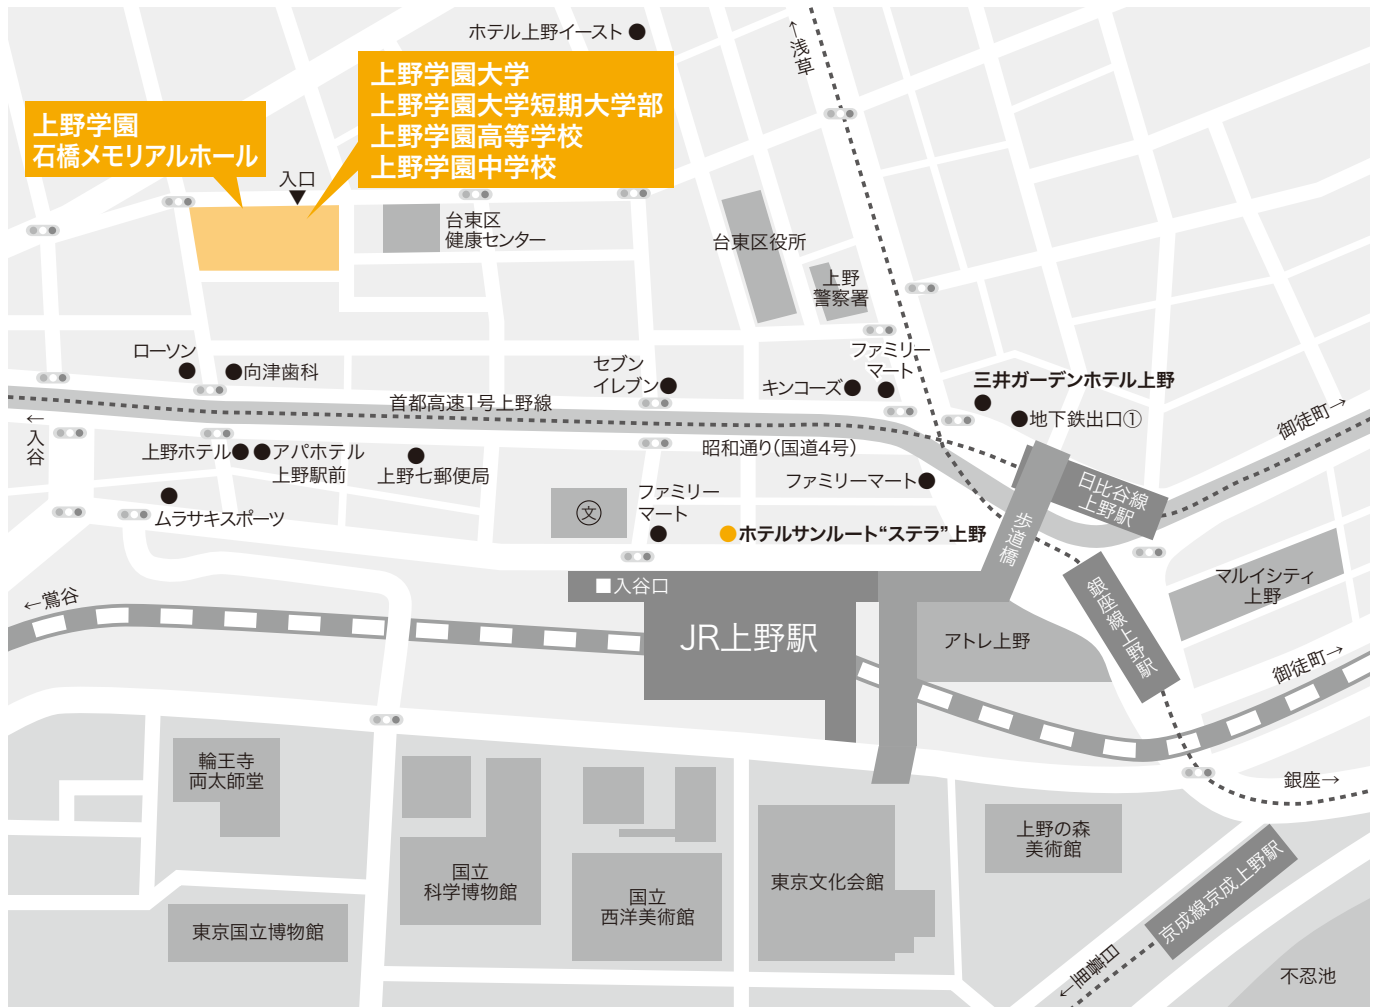 ホテル上野イースト
←浅草
上野学園大学
上野学園大学短期大学部
上野学園高等学校
上野学園中学校
上野学園
石橋メモリアルホール
入口
台東区
健康センター
台東区役所
上野
警察署
ローソン
向津歯科
セブン
イレブン
キンコーズ
ファミリー
マート
三井ガーデンホテル上野
地下鉄出口①
御徒町→
首都高速1号上野線
←入谷
上野ホテル
アパホテル
上野駅前
上野七郵便局
昭和通り(国道4号)
ファミリーマート
日比谷線
上野駅
ムラサキスポーツ
文
ファミリー
マート
ホテルサンルート“ステラ”上野
歩道橋
←鶯谷
入谷口
JR上野駅
アトレ上野
銀座線上野駅
マルイシティ
上野
御徒町→
銀座→
輪王寺
両太師堂
国立
科学博物館
国立
西洋美術館
東京文化会館
上野の森
美術館
京成線京成上野駅
東京国立博物館
←日暮里
不忍池